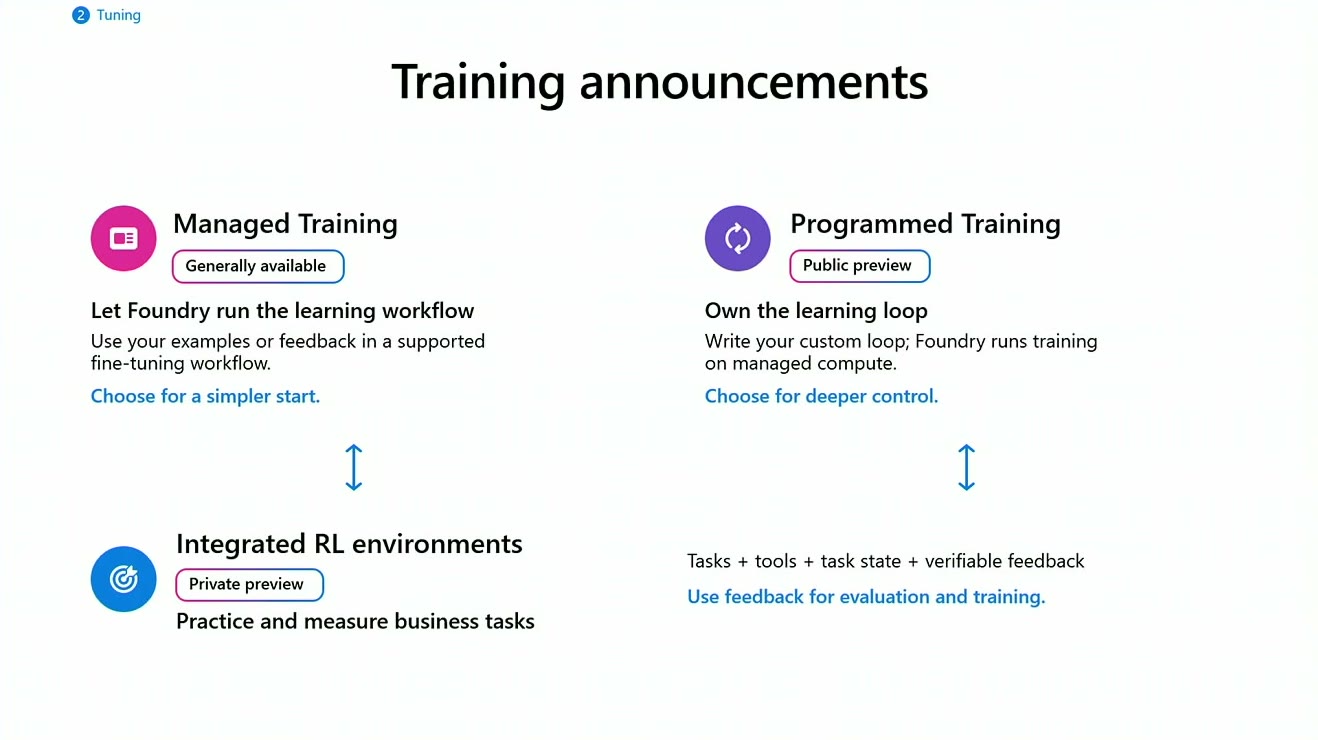 2 Tuning
Training announcements
Managed Training
Generally available
Let Foundry run the learning workflow
Use your examples or feedback in a supported
fine-tuning workflow.
Choose for a simpler start.
Programmed Training
Public preview
Own the learning loop
Write your custom loop; Foundry runs training
on managed compute.
Choose for deeper control.
Integrated RL environments
Private preview
Practice and measure business tasks
Tasks + tools + task state + verifiable feedback
Use feedback for evaluation and training.